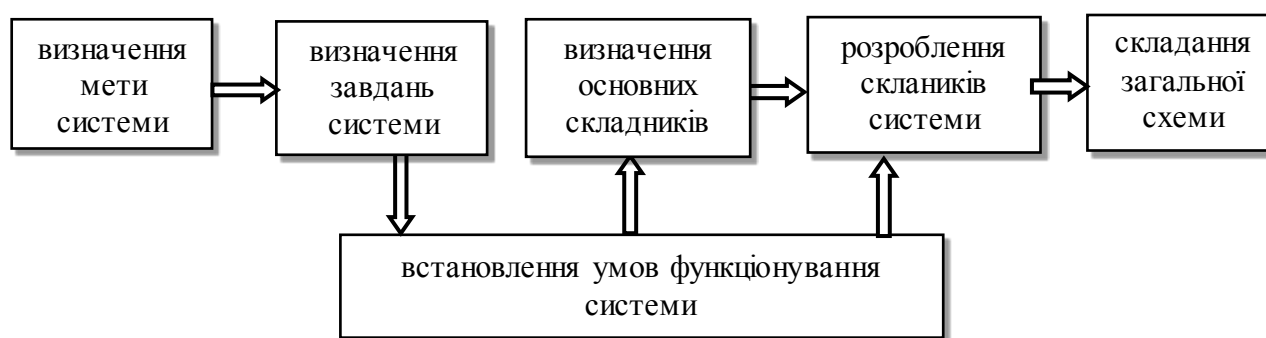 визначення
мети
системи
визначення
завдань
системи
визначення
основних
складників
розроблення
склаників
системи
складання
загальної
схеми
встановлення умов функціонування
системи